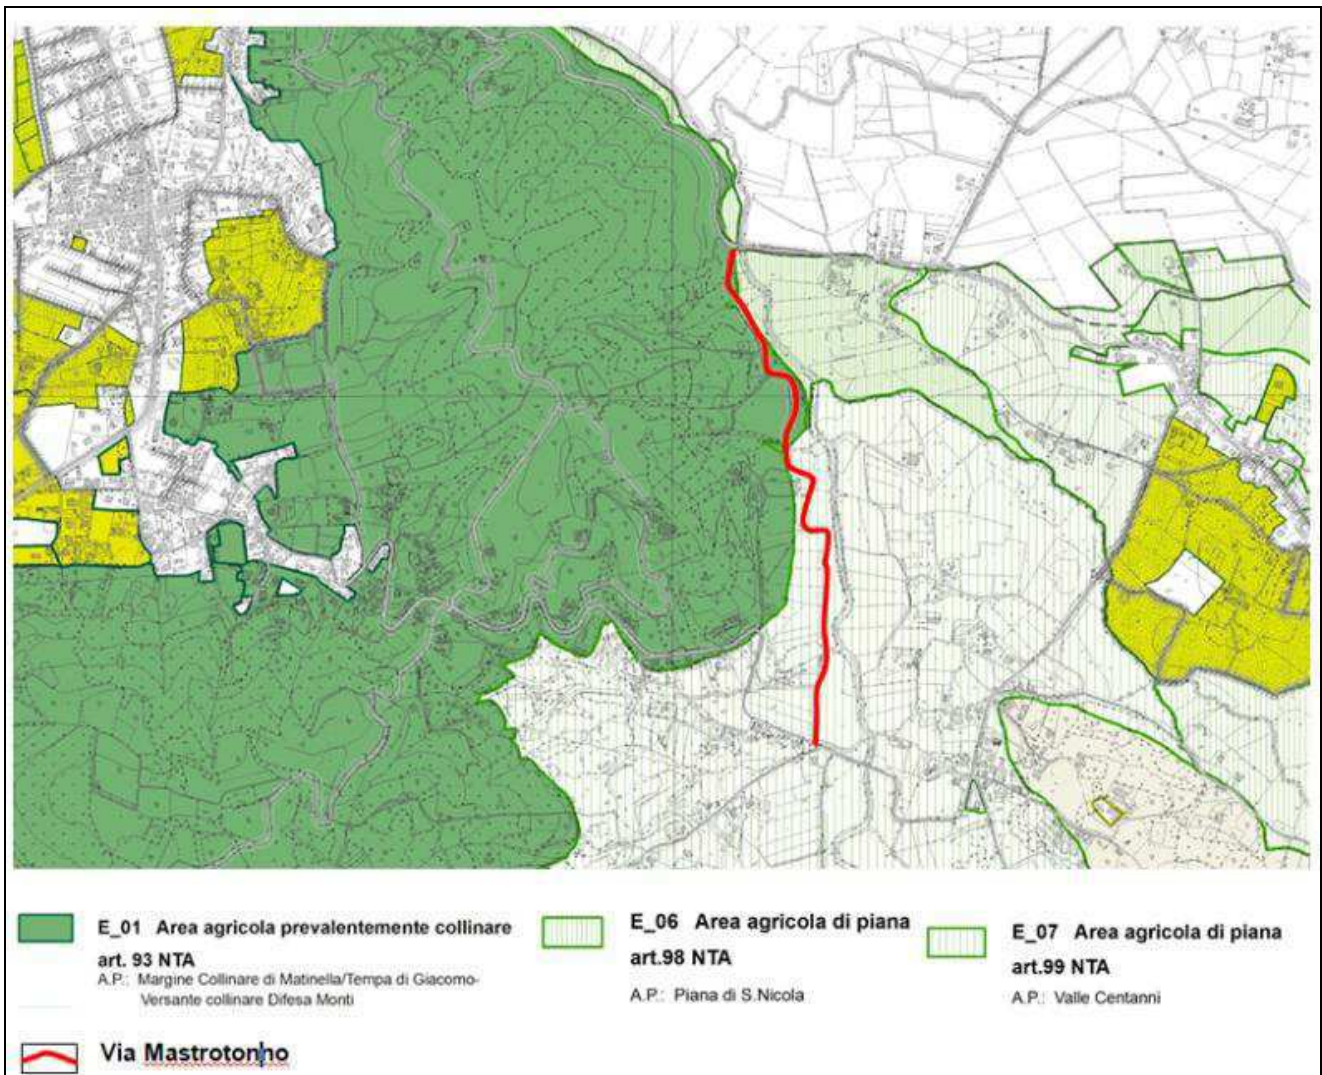 E_01 Area agricola prevalentemente collinare
art. 93 NTA
A.P.: Margine Collinare di Matinella/Tempa di Giacomo-
Versante collinare Difesa Monti
E_06 Area agricola di piana
art.98 NTA
A.P.: Piana di S.Nicola
E_07 Area agricola di piana
art.99 NTA
A.P.: Valle Centanni
Via Mastrotonno